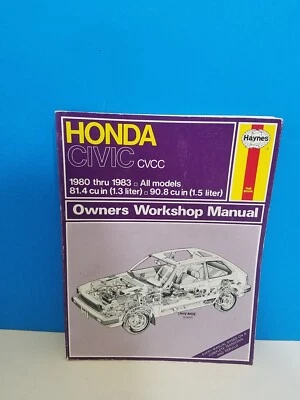 HONDA
CIVIC CVCC
Haynes
1980 thru 1983 □ All models
81.4 cu in (1.3 liter) □ 90.8 cu in (1.5 liter)
Owners Workshop Manual